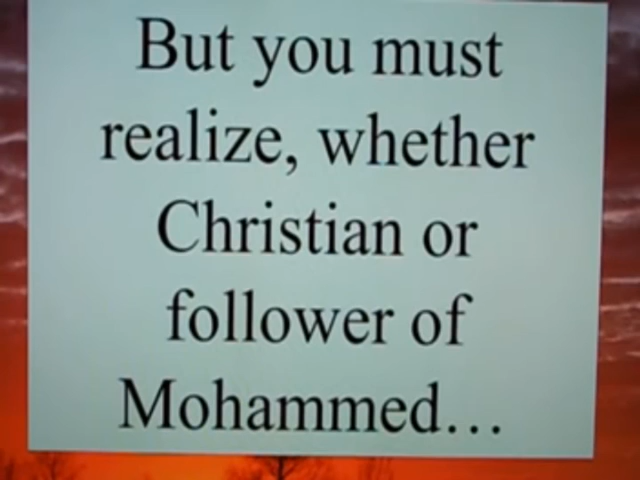 But you must
realize, whether
Christian or
follower of
Mohammed...